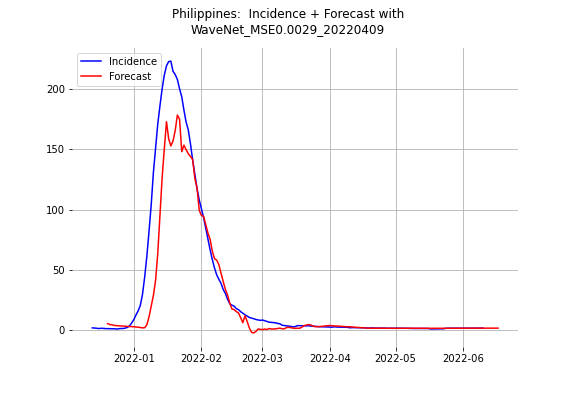 Philippines:  Incidence + Forecast with
WaveNet_MSE0.0029_20220409
Incidence
Forecast
200
150
100
50
0
2022-01
2022-02
2022-03
2022-04
2022-05
2022-06